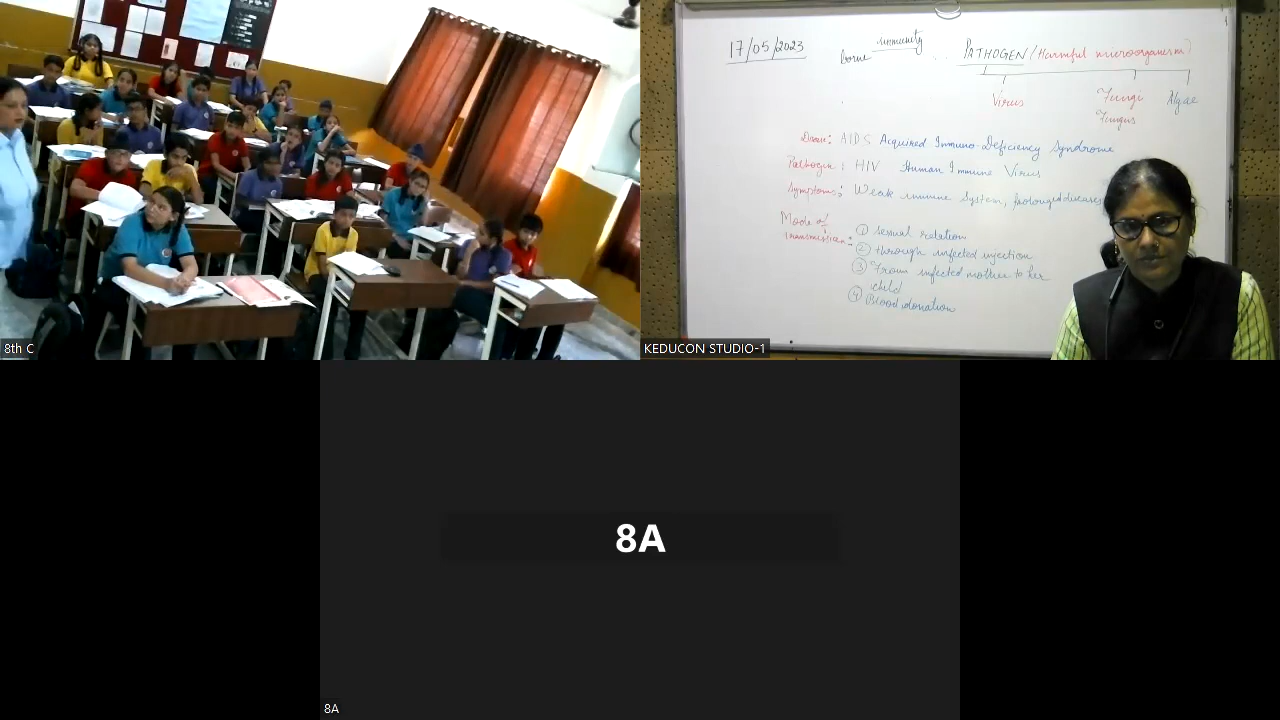 17/05/2023
immunity
borne
PATHOGEN (Harmful microorganism)
Virus
Fungi
Fungus
Algae
AIDS Acquired Immuno-Deficiency Syndrome
Pathogen: HIV Human Immune Virus
Symptoms: Weak immune System, prolonged diseases
Mode of
transmission:
① Sexual relation
② through infected injection
③ From infected mother to her
child
④ Blood donation
8th C
KEDUCON STUDIO-1
8A
8A